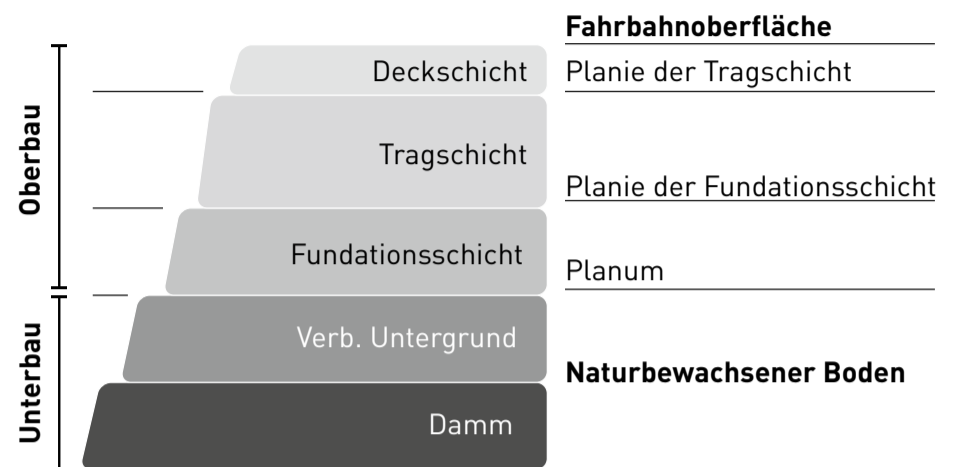 Fahrbahnoberfläche
Deckschicht
Planie der Tragschicht
Oberbau
Tragschicht
Planie der Fundationsschicht
Fundationsschicht
Planum
Verb. Untergrund
Unterbau
Naturbewachsener Boden
Damm